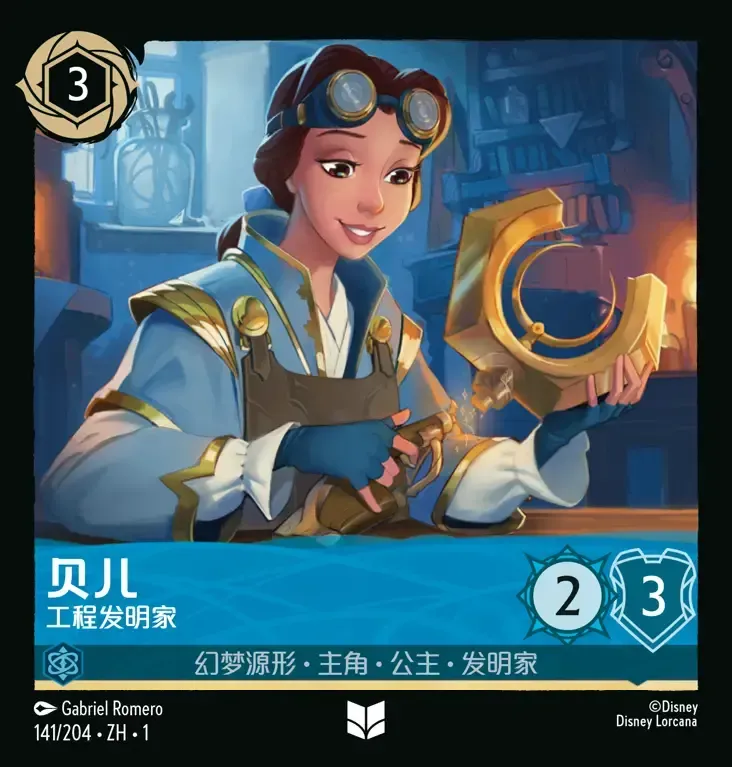 3
贝儿
工程发明家
2
3
幻梦源形・主角・公主・发明家
Gabriel Romero
141/204 • ZH • 1
©Disney
Disney Lorcana